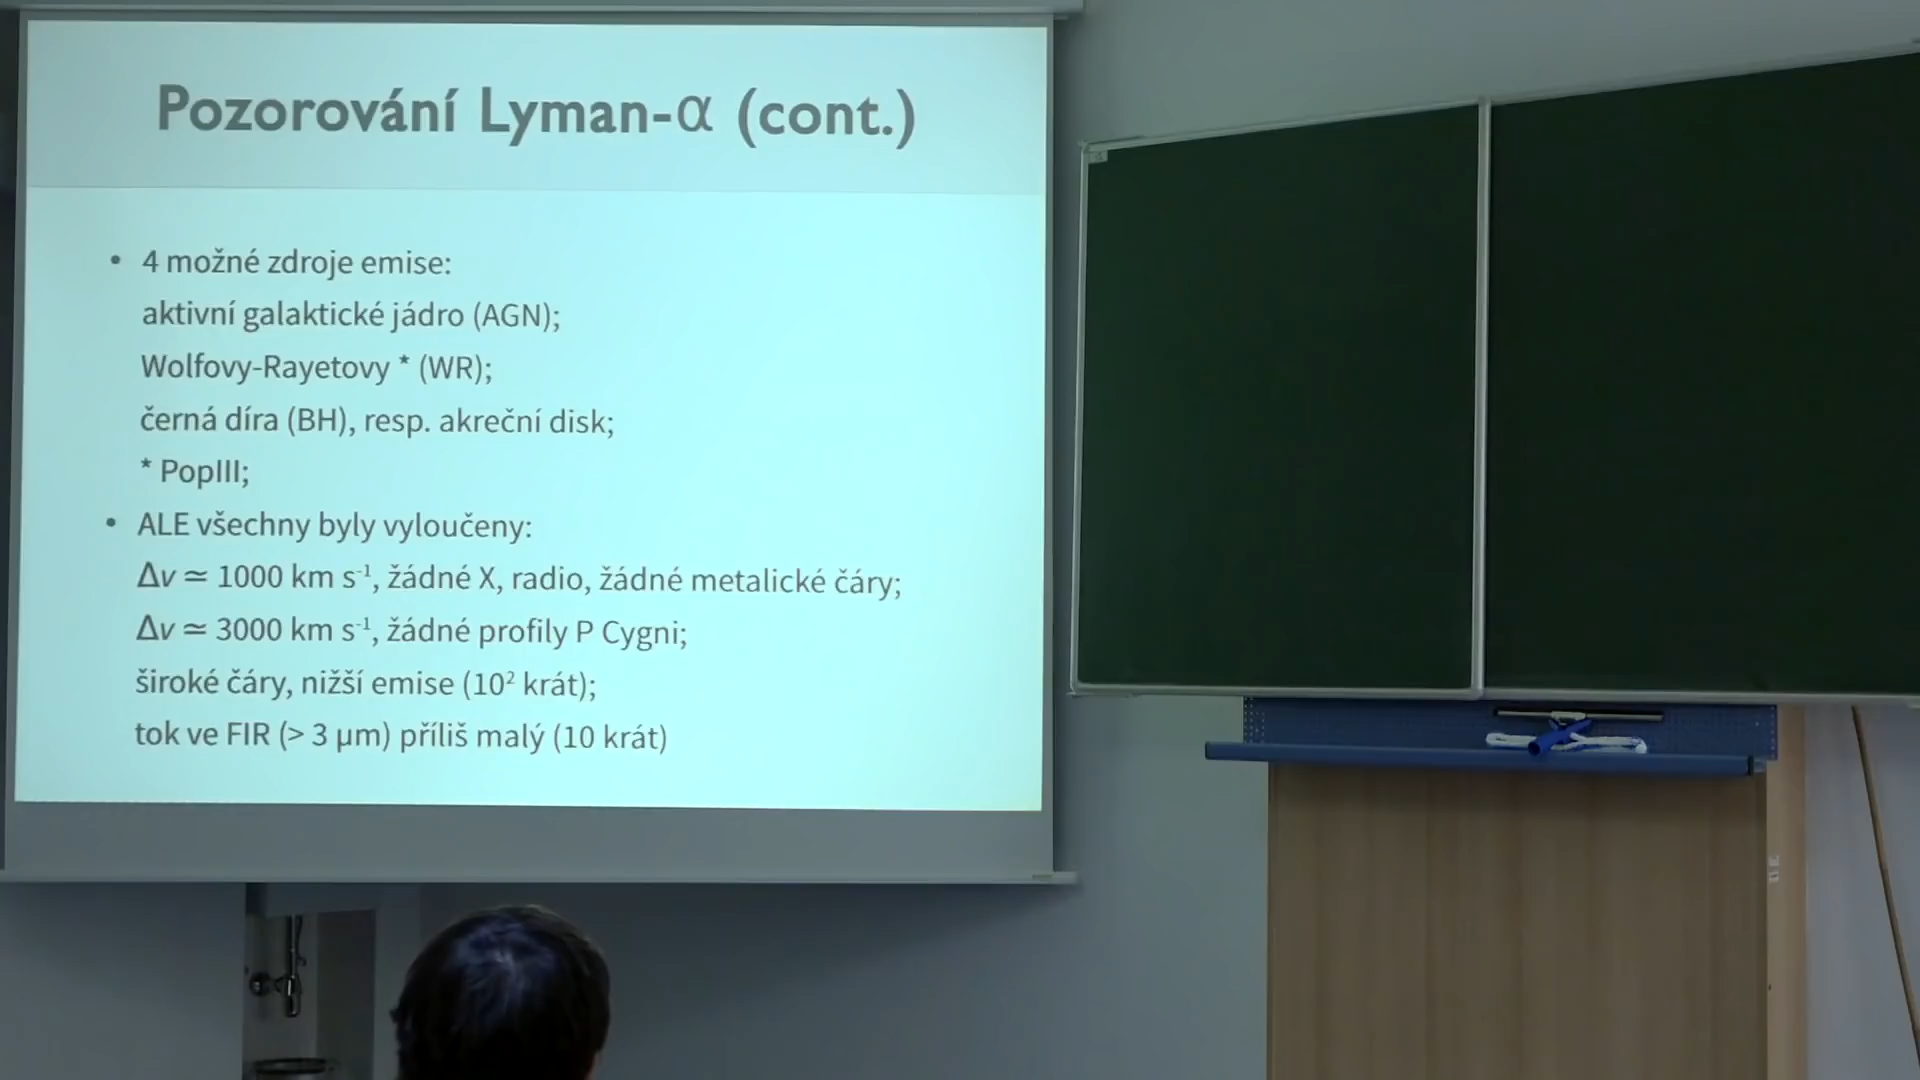 Pozorování Lyman-α (cont.)
• 4 možné zdroje emise:
aktivní galaktické jádro (AGN);
Wolfovy-Rayetovy * (WR);
černá díra (BH), resp. akreční disk;
* PopIII;
• ALE všechny byly vyloučeny:
Δv ≃ 1000 km s⁻¹, žádné X, radio, žádné metalické čáry;
Δv ≃ 3000 km s⁻¹, žádné profily P Cygni;
široké čáry, nižší emise (10² krát);
tok ve FIR (> 3 μm) příliš malý (10 krát)